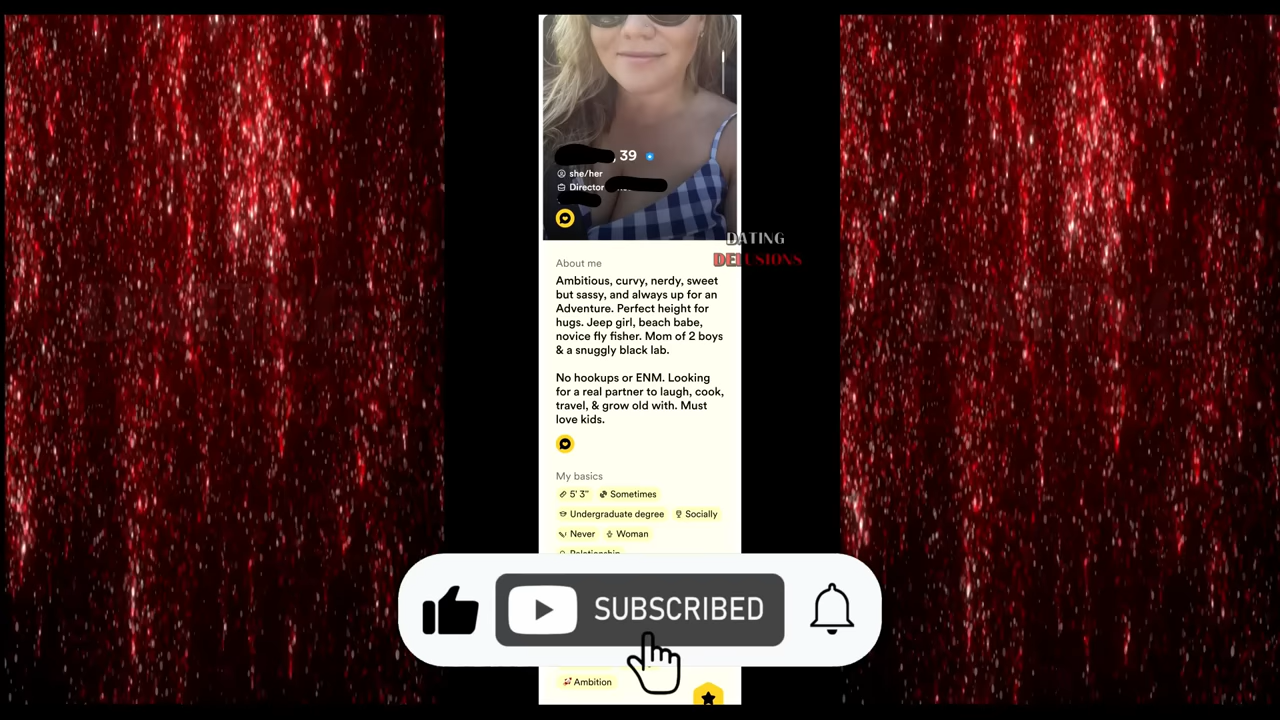 , 39
she/her
Director
DATING
DELUSIONS
About me
Ambitious, curvy, nerdy, sweet
but sassy, and always up for an
Adventure. Perfect height for
hugs. Jeep girl, beach babe,
novice fly fisher. Mom of 2 boys
& a snuggly black lab.
No hookups or ENM. Looking
for a real partner to laugh, cook,
travel, & grow old with. Must
love kids.
My basics
5' 3" Sometimes
Undergraduate degree Socially
Never Woman
Relationship
SUBSCRIBED
Ambition